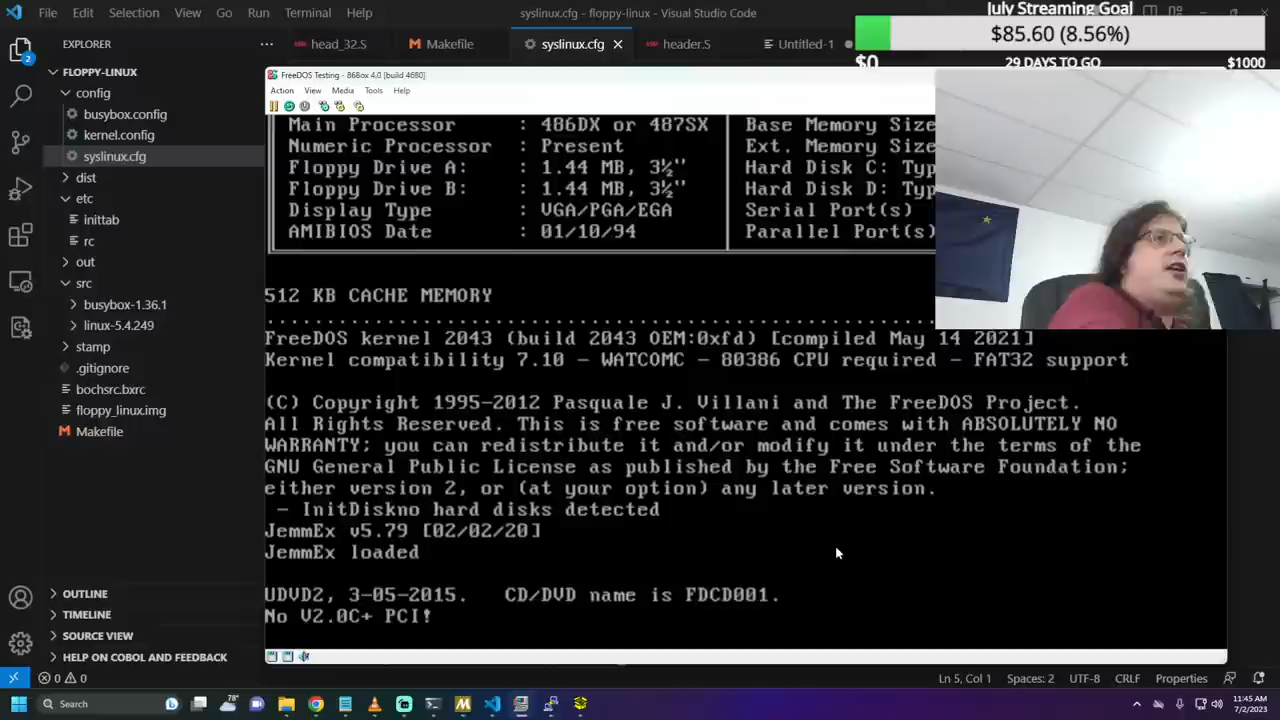 File Edit Selection View Go Run Terminal Help
syslinux.cfg - floppy-linux - Visual Studio Code
July Streaming Goal
$85.60 (8.56%)
$0 29 DAYS TO GO $1000
EXPLORER
head_32.S
Makefile
syslinux.cfg
header.S
Untitled-1
2
FLOPPY-LINUX
config
busybox.config
kernel.config
syslinux.cfg
dist
etc
inittab
rc
out
src
busybox-1.36.1
linux-5.4.249
stamp
.gitignore
bochsrc.bxrc
floppy_linux.img
Makefile
OUTLINE
TIMELINE
SOURCE VIEW
HELP ON COBOL AND FEEDBACK
FreeDOS Testing - 86Box 4.0 [build 4680]
Action View Media Tools Help
Main Processor : 486DX or 487SX Base Memory Size
Numeric Processor : Present Ext. Memory Size
Floppy Drive A: : 1.44 MB, 3½" Hard Disk C: Typ
Floppy Drive B: : 1.44 MB, 3½" Hard Disk D: Typ
Display Type : VGA/PGA/EGA Serial Port(s)
AMIBIOS Date : 01/10/94 Parallel Port(s)
512 KB CACHE MEMORY
FreeDOS kernel 2043 (build 2043 OEM:0xfd) [compiled May 14 2021]
Kernel compatibility 7.10 - WATCOMC - 80386 CPU required - FAT32 support
(C) Copyright 1995-2012 Pasquale J. Villani and The FreeDOS Project.
All Rights Reserved. This is free software and comes with ABSOLUTELY NO
WARRANTY; you can redistribute it and/or modify it under the terms of the
GNU General Public License as published by the Free Software Foundation;
either version 2, or (at your option) any later version.
- InitDiskno hard disks detected
JemmEx v5.79 [02/02/20]
JemmEx loaded
UDVD2, 3-05-2015. CD/DVD name is FDCD001.
No V2.0C+ PCI!
0 0
Ln 5, Col 1 Spaces: 2 UTF-8 CRLF Properties
Search
78°
11:45 AM
7/2/2023